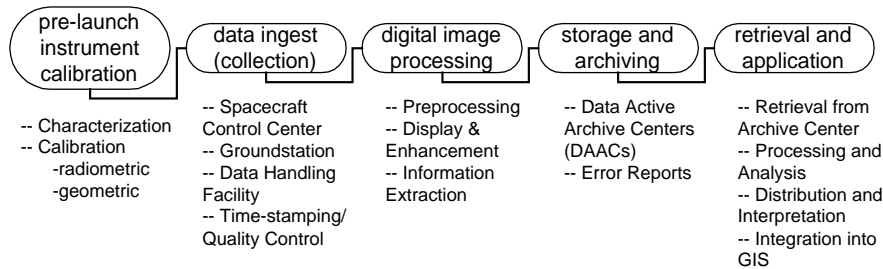 pre-launch
instrument
calibration
data ingest
(collection)
digital image
processing
storage and
archiving
retrieval and
application
-- Characterization
-- Calibration
-radiometric
-geometric
-- Spacecraft
Control Center
-- Groundstation
-- Data Handling
Facility
-- Time-stamping/
Quality Control
-- Preprocessing
-- Display &
Enhancement
-- Information
Extraction
-- Data Active
Archive Centers
(DAACs)
-- Error Reports
-- Retrieval from
Archive Center
-- Processing and
Analysis
-- Distribution and
Interpretation
-- Integration into
GIS